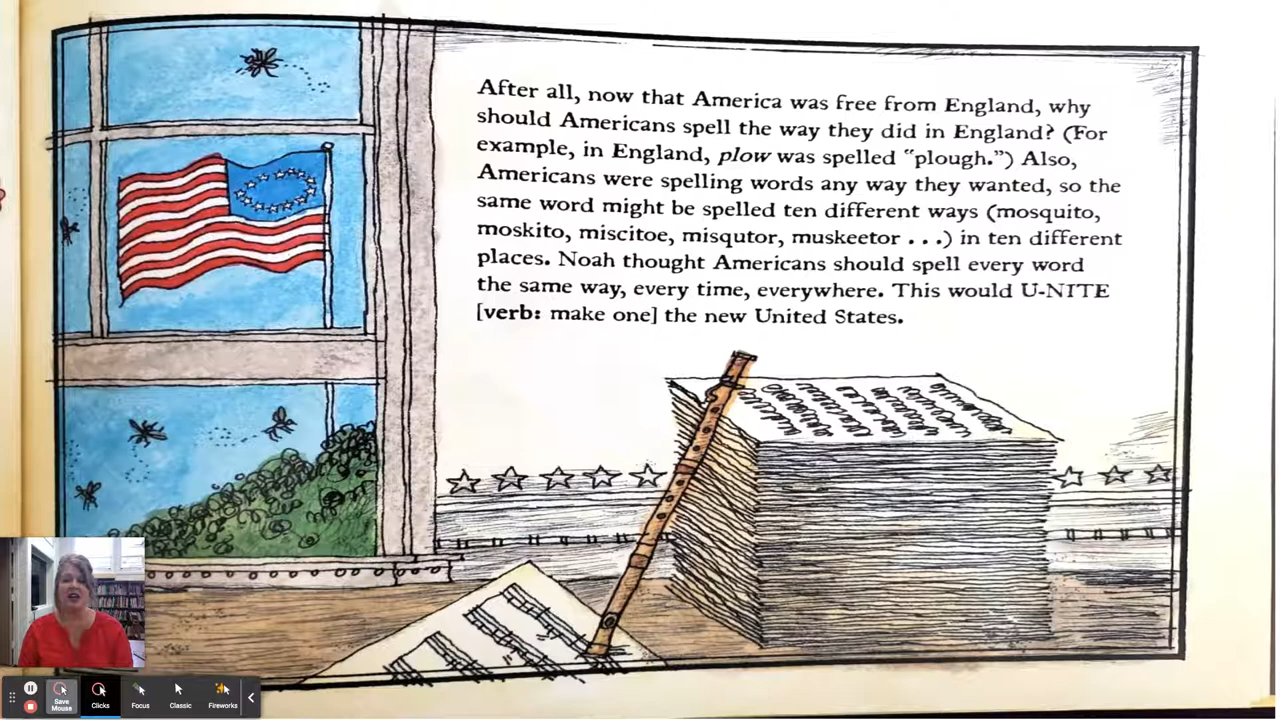 After all, now that America was free from England, why
should Americans spell the way they did in England? (For
example, in England, plow was spelled “plough.”) Also,
Americans were spelling words any way they wanted, so the
same word might be spelled ten different ways (mosquito,
moskito, miscitoe, misqutor, muskeetor . . .) in ten different
places. Noah thought Americans should spell every word
the same way, every time, everywhere. This would U-NITE
[verb: make one] the new United States.
Save
Mouse
Clicks
Focus
Classic
Fireworks